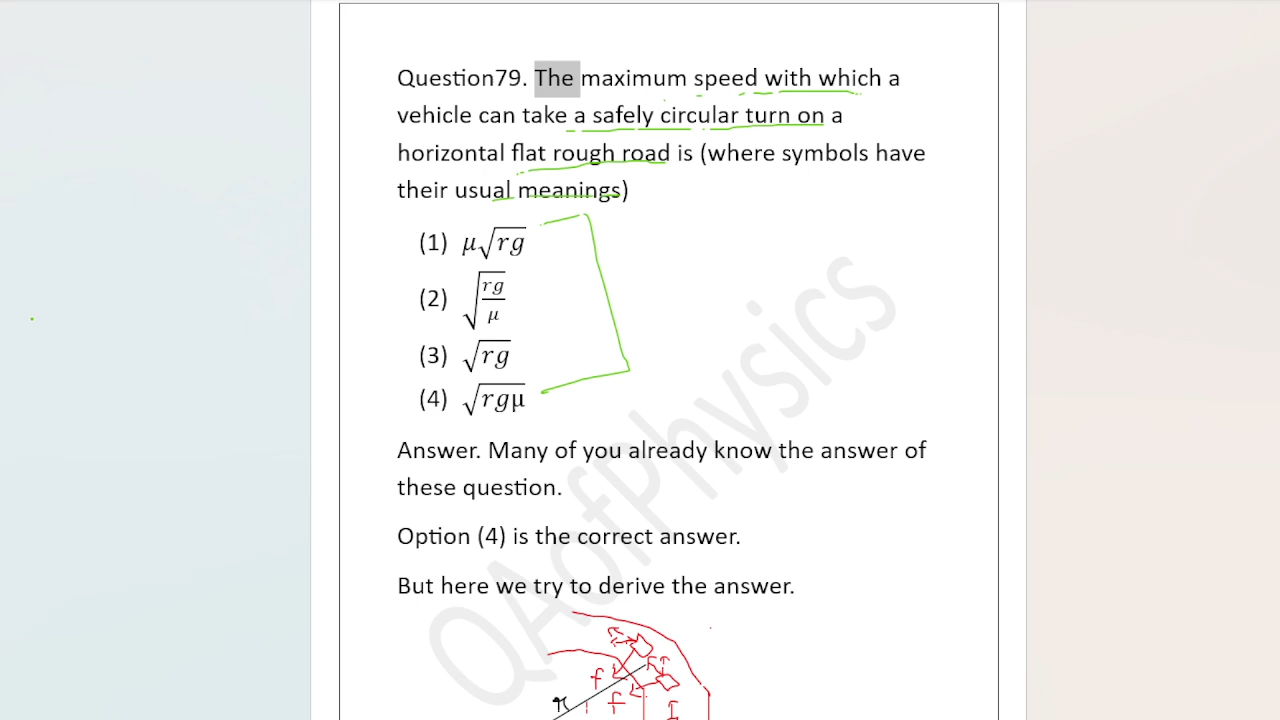 Question79. The maximum speed with which a
vehicle can take a safely circular turn on a
horizontal flat rough road is (where symbols have
their usual meanings)
(1) μ√rg
(2) √(rg/μ)
(3) √rg
(4) √rgμ
Answer. Many of you already know the answer of
these question.
Option (4) is the correct answer.
But here we try to derive the answer.
QAofPhysics
f
f
r